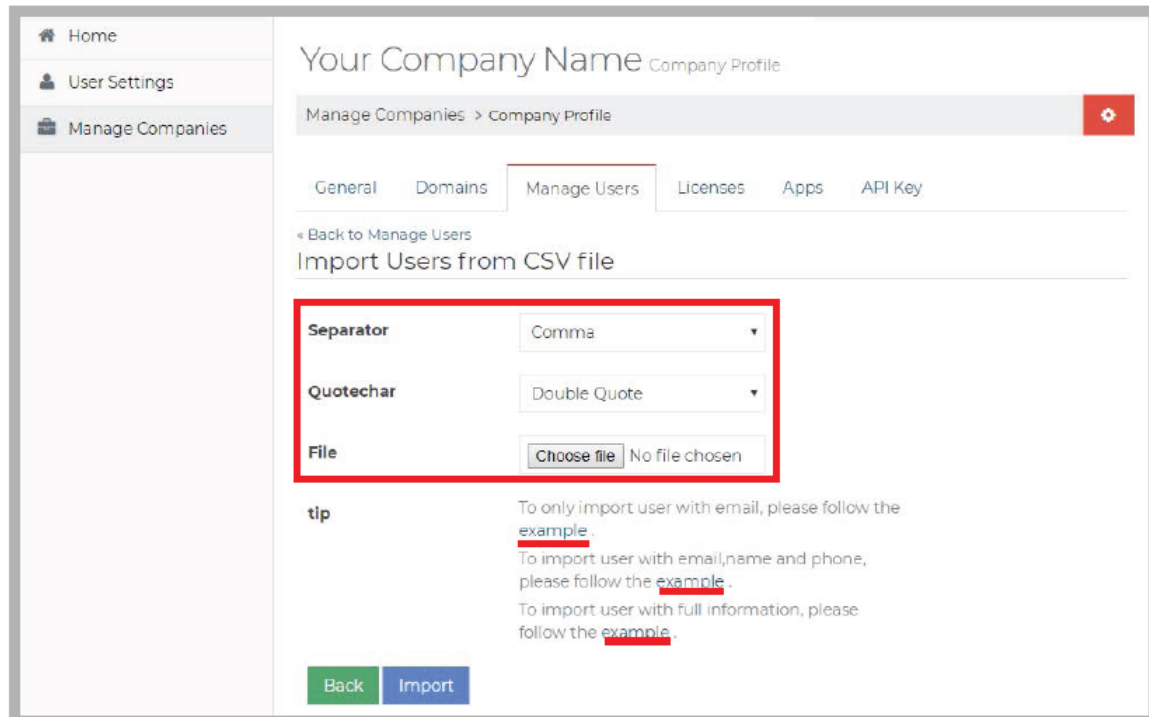 Home
User Settings
Manage Companies
Your Company Name Company Profile
Manage Companies > Company Profile
General Domains Manage Users Licenses Apps API Key
« Back to Manage Users
Import Users from CSV file
Separator Comma
Quotechar Double Quote
File Choose file No file chosen
tip To only import user with email, please follow the
example .
To import user with email,name and phone,
please follow the example .
To import user with full information, please
follow the example .
Back Import